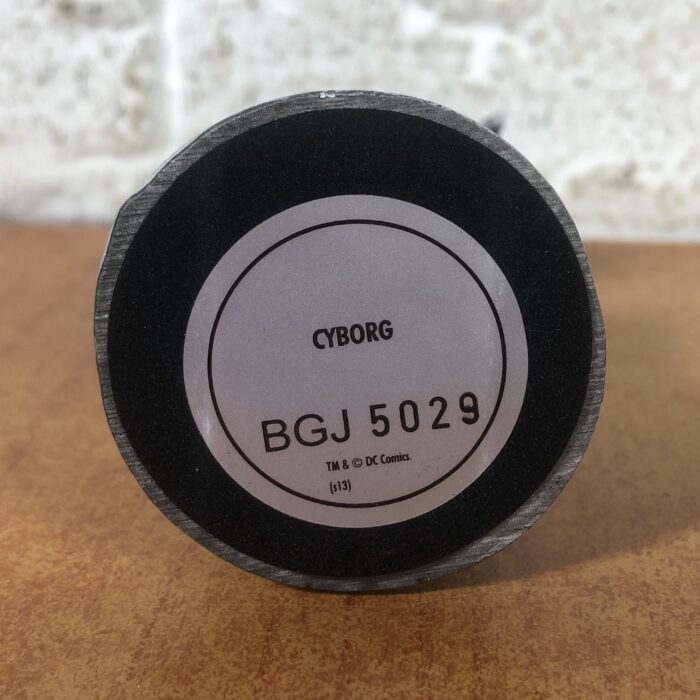 CYBORG
BGJ 5029
TM & © DC Comics.
(s13)